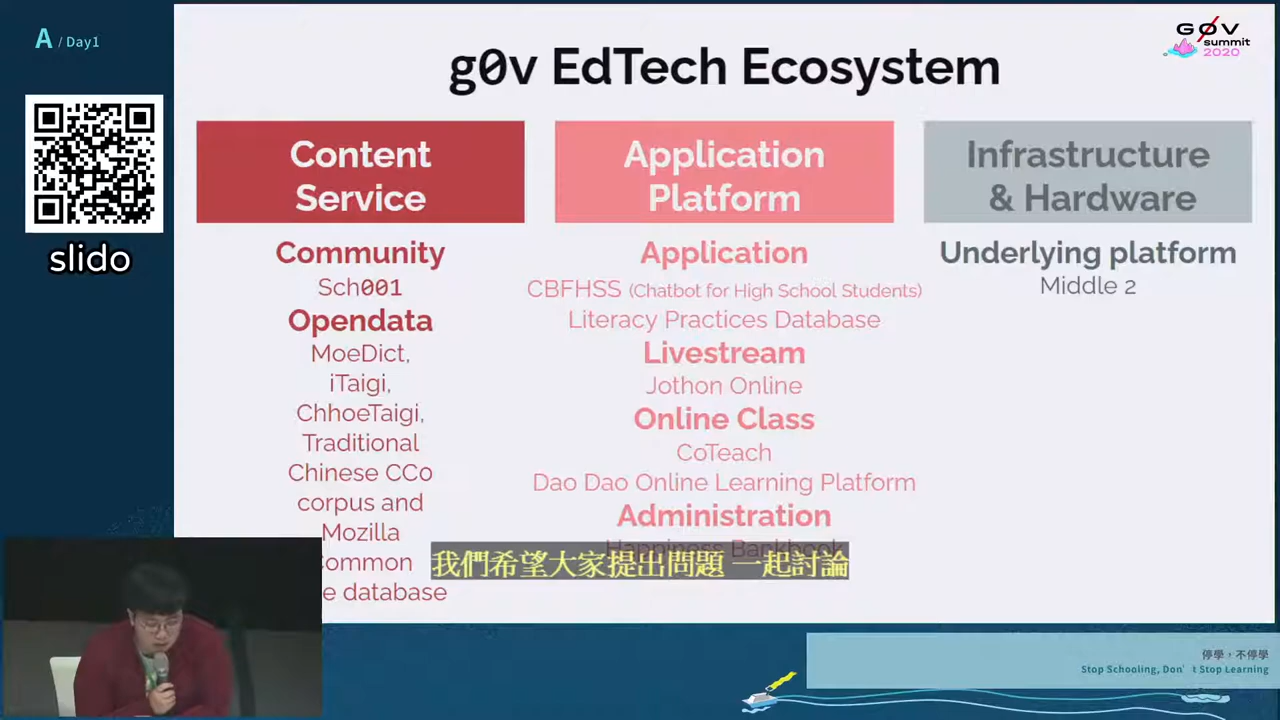 A / Day1
slido
GØV
summit
2020
g0v EdTech Ecosystem
Content
Service
Community
Sch001
Opendata
MoeDict,
iTaigi,
ChhoeTaigi,
Traditional
Chinese CC0
corpus and
Mozilla
ommon
e database
Application
Platform
Application
CBFHSS (Chatbot for High School Students)
Literacy Practices Database
Livestream
Jothon Online
Online Class
CoTeach
Dao Dao Online Learning Platform
Administration
Happiness Bankbook
Infrastructure
& Hardware
Underlying platform
Middle 2
我們希望大家提出問題 一起討論
停學，不停學
Stop Schooling, Don't Stop Learning